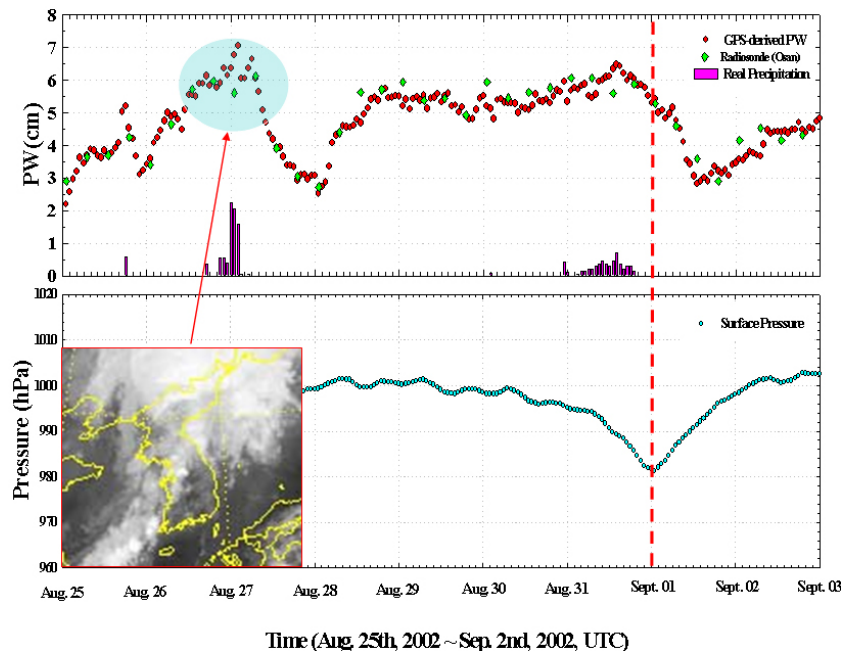 8
7
6
5
4
3
2
1
0
PW (cm)
GPS-derived PW
Radiosonde (Osan)
Real Precipitation
1020
1010
1000
990
980
970
960
Pressure (hPa)
Surface Pressure
Aug. 25 Aug. 26 Aug. 27 Aug. 28 Aug. 29 Aug. 30 Aug. 31 Sept. 01 Sept. 02 Sept. 03
Time (Aug. 25th, 2002 ~ Sep. 2nd, 2002, UTC)